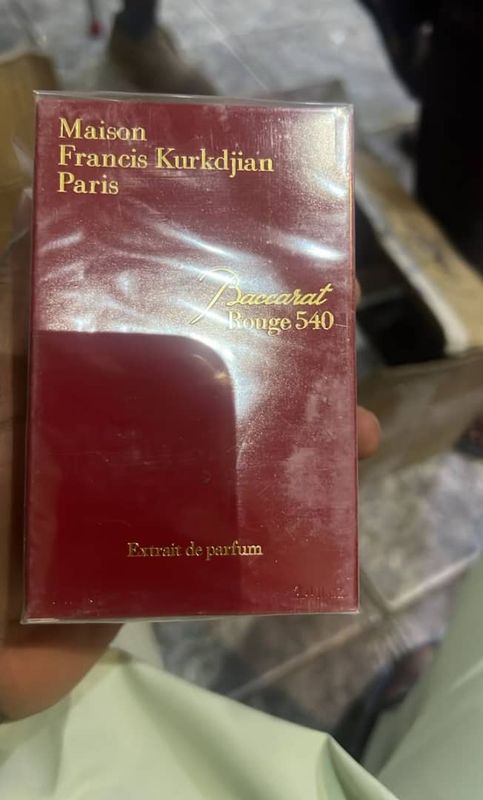 Maison
Francis Kurkdjian
Paris
Baccarat
Rouge 540
Extrait de parfum